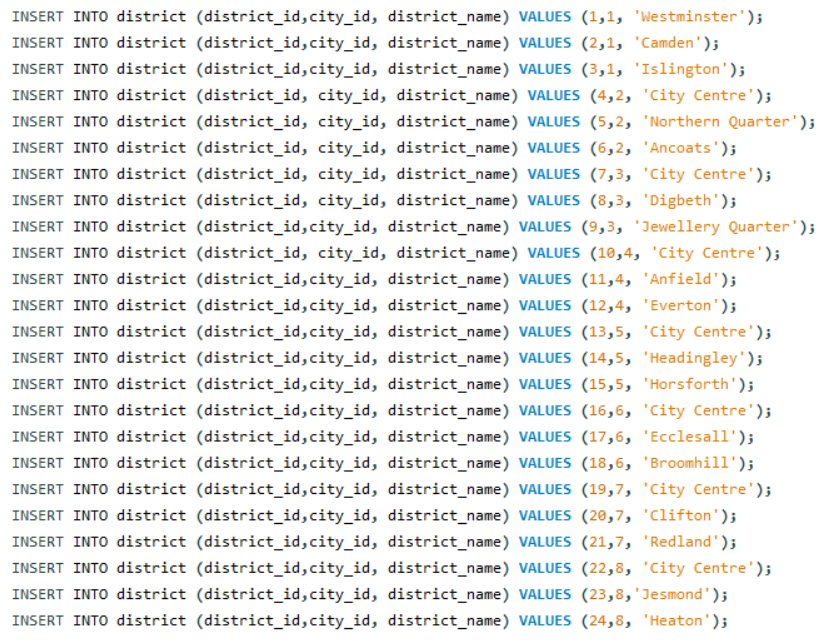 INSERT INTO district (district_id,city_id, district_name) VALUES (1,1, 'Westminster');
INSERT INTO district (district_id,city_id, district_name) VALUES (2,1, 'Camden');
INSERT INTO district (district_id,city_id, district_name) VALUES (3,1, 'Islington');
INSERT INTO district (district_id, city_id, district_name) VALUES (4,2, 'City Centre');
INSERT INTO district (district_id, city_id, district_name) VALUES (5,2, 'Northern Quarter');
INSERT INTO district (district_id, city_id, district_name) VALUES (6,2, 'Ancoats');
INSERT INTO district (district_id, city_id, district_name) VALUES (7,3, 'City Centre');
INSERT INTO district (district_id, city_id, district_name) VALUES (8,3, 'Digbeth');
INSERT INTO district (district_id,city_id, district_name) VALUES (9,3, 'Jewellery Quarter');
INSERT INTO district (district_id, city_id, district_name) VALUES (10,4, 'City Centre');
INSERT INTO district (district_id,city_id, district_name) VALUES (11,4, 'Anfield');
INSERT INTO district (district_id,city_id, district_name) VALUES (12,4, 'Everton');
INSERT INTO district (district_id,city_id, district_name) VALUES (13,5, 'City Centre');
INSERT INTO district (district_id,city_id, district_name) VALUES (14,5, 'Headingley');
INSERT INTO district (district_id,city_id, district_name) VALUES (15,5, 'Horsforth');
INSERT INTO district (district_id,city_id, district_name) VALUES (16,6, 'City Centre');
INSERT INTO district (district_id,city_id, district_name) VALUES (17,6, 'Ecclesall');
INSERT INTO district (district_id,city_id, district_name) VALUES (18,6, 'Broomhill');
INSERT INTO district (district_id,city_id, district_name) VALUES (19,7, 'City Centre');
INSERT INTO district (district_id,city_id, district_name) VALUES (20,7, 'Clifton');
INSERT INTO district (district_id,city_id, district_name) VALUES (21,7, 'Redland');
INSERT INTO district (district_id,city_id, district_name) VALUES (22,8, 'City Centre');
INSERT INTO district (district_id,city_id, district_name) VALUES (23,8,'Jesmond');
INSERT INTO district (district_id,city_id, district_name) VALUES (24,8, 'Heaton');